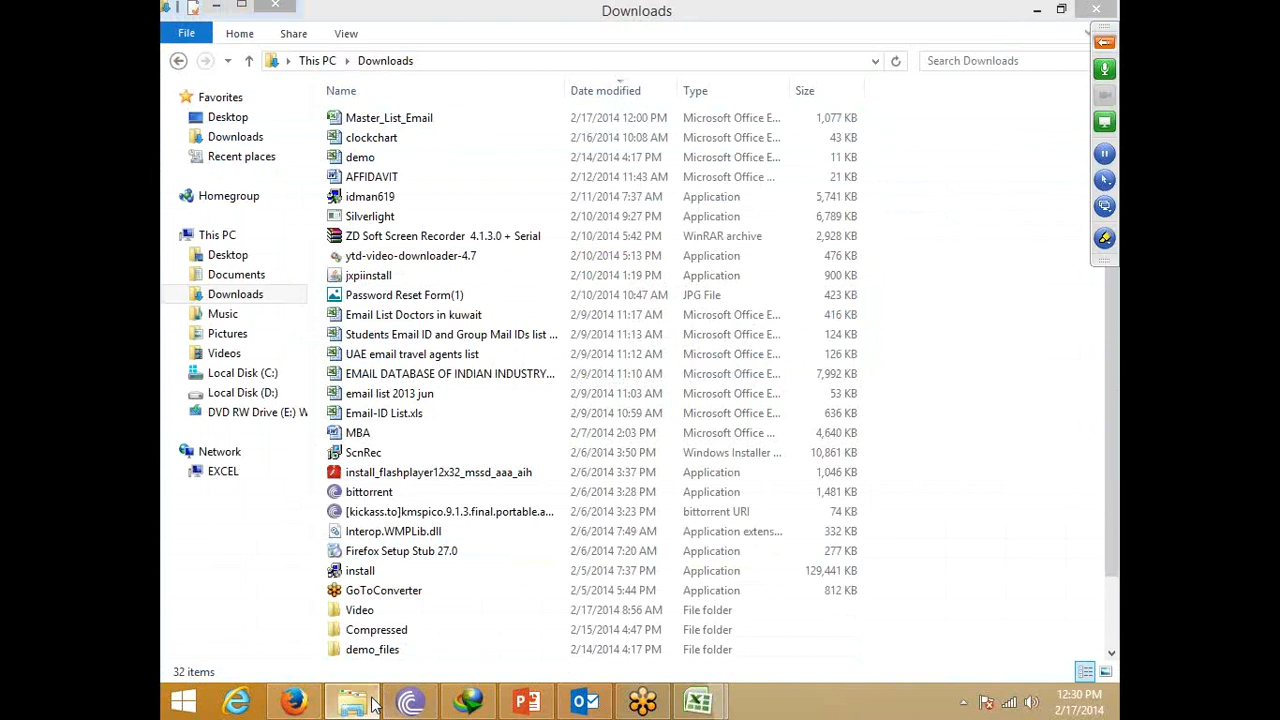 Downloads
File Home Share View
This PC Downloads Search Downloads
Name Date modified Type Size
Favorites
Desktop
Downloads
Recent places
Homegroup
This PC
Desktop
Documents
Downloads
Music
Pictures
Videos
Local Disk (C:)
Local Disk (D:)
DVD RW Drive (E:) W
Network
EXCEL
Master_List_Email 2/17/2014 12:00 PM Microsoft Office E... 1,077 KB
clockchart 2/16/2014 10:08 AM Microsoft Office E... 43 KB
demo 2/14/2014 4:17 PM Microsoft Office E... 11 KB
AFFIDAVIT 2/12/2014 11:43 AM Microsoft Office ... 21 KB
idman619 2/11/2014 7:37 AM Application 5,741 KB
Silverlight 2/10/2014 9:27 PM Application 6,789 KB
ZD Soft Screen Recorder 4.1.3.0 + Serial 2/10/2014 5:42 PM WinRAR archive 2,928 KB
ytd-video-downloader-4.7 2/10/2014 5:13 PM Application 476 KB
jxpiinstall 2/10/2014 1:19 PM Application 900 KB
Password Reset Form(1) 2/10/2014 10:47 AM JPG File 423 KB
Email List Doctors in kuwait 2/9/2014 11:17 AM Microsoft Office E... 416 KB
Students Email ID and Group Mail IDs list ... 2/9/2014 11:13 AM Microsoft Office E... 124 KB
UAE email travel agents list 2/9/2014 11:12 AM Microsoft Office E... 126 KB
EMAIL DATABASE OF INDIAN INDUSTRY... 2/9/2014 11:10 AM Microsoft Office E... 7,992 KB
email list 2013 jun 2/9/2014 11:03 AM Microsoft Office E... 53 KB
Email-ID List.xls 2/9/2014 10:59 AM Microsoft Office E... 636 KB
MBA 2/7/2014 2:03 PM Microsoft Office ... 4,640 KB
ScnRec 2/6/2014 3:50 PM Windows Installer ... 10,861 KB
install_flashplayer12x32_mssd_aaa_aih 2/6/2014 3:37 PM Application 1,046 KB
bittorrent 2/6/2014 3:28 PM Application 1,481 KB
[kickass.to]kmspico.9.1.3.final.portable.a... 2/6/2014 3:23 PM bittorrent URI 74 KB
Interop.WMPLib.dll 2/6/2014 7:49 AM Application extens... 332 KB
Firefox Setup Stub 27.0 2/6/2014 7:20 AM Application 277 KB
install 2/5/2014 7:37 PM Application 129,441 KB
GoToConverter 2/5/2014 5:44 PM Application 812 KB
Video 2/17/2014 8:56 AM File folder
Compressed 2/15/2014 4:47 PM File folder
demo_files 2/14/2014 4:17 PM File folder
32 items
12:30 PM
2/17/2014